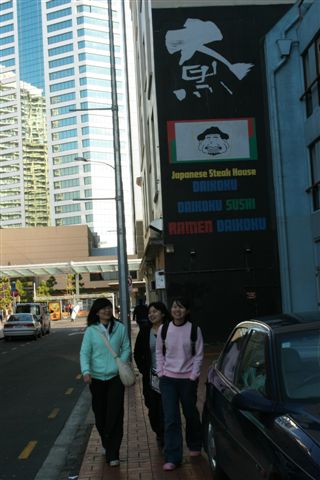 大黒
Japanese Steak House
DAIKOKU
DAIKOKU SUSHI
RAMEN DAIKOKU